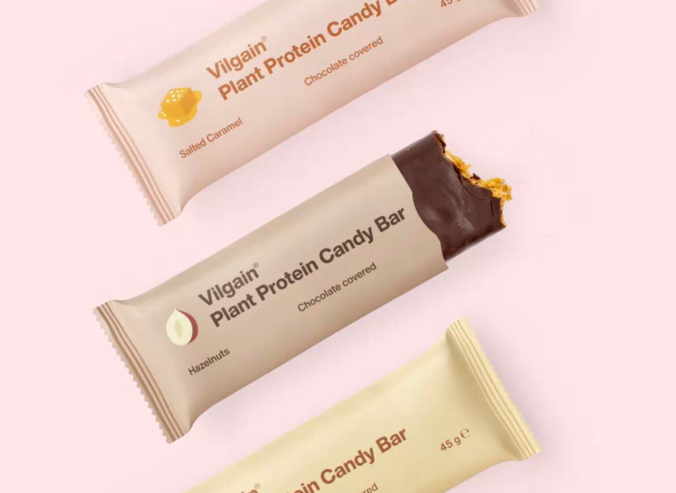 Vilgain®
Plant Protein Candy
45 g
Chocolate covered
Salted Caramel
Vilgain®
Plant Protein Candy Bar
Chocolate covered
Hazelnuts
Candy Bar
45 g ℮